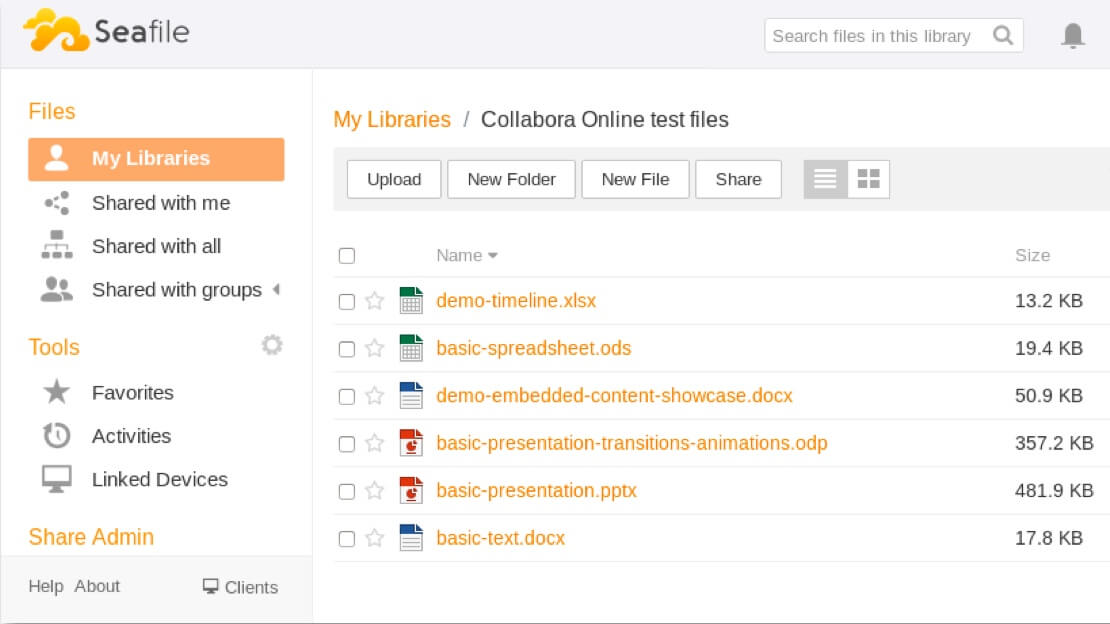 Seafile
Search files in this library
Files
My Libraries
Shared with me
Shared with all
Shared with groups
Tools
Favorites
Activities
Linked Devices
Share Admin
Help About Clients
My Libraries / Collabora Online test files
Upload New Folder New File Share
Name Size
demo-timeline.xlsx 13.2 KB
basic-spreadsheet.ods 19.4 KB
demo-embedded-content-showcase.docx 50.9 KB
basic-presentation-transitions-animations.odp 357.2 KB
basic-presentation.pptx 481.9 KB
basic-text.docx 17.8 KB